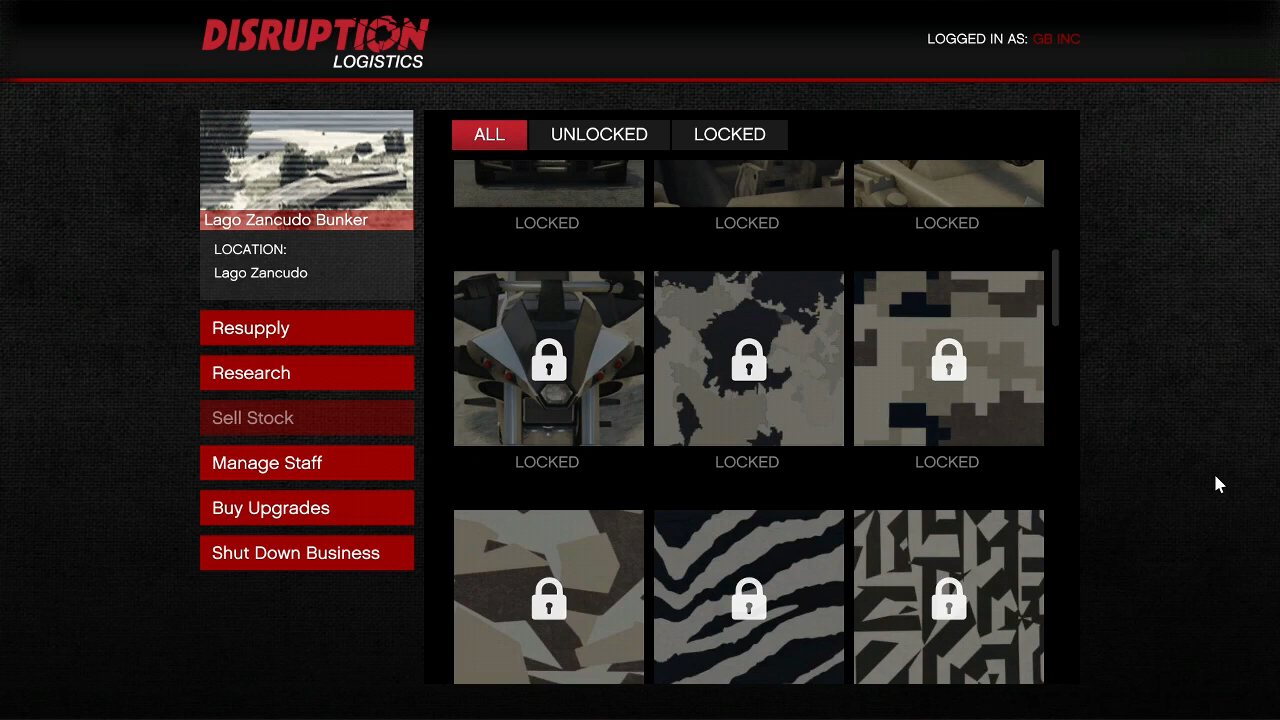 DISRUPTION
LOGISTICS
LOGGED IN AS: GB INC
Lago Zancudo Bunker
LOCATION:
Lago Zancudo
Resupply
Research
Sell Stock
Manage Staff
Buy Upgrades
Shut Down Business
ALL UNLOCKED LOCKED
LOCKED LOCKED LOCKED
LOCKED LOCKED LOCKED